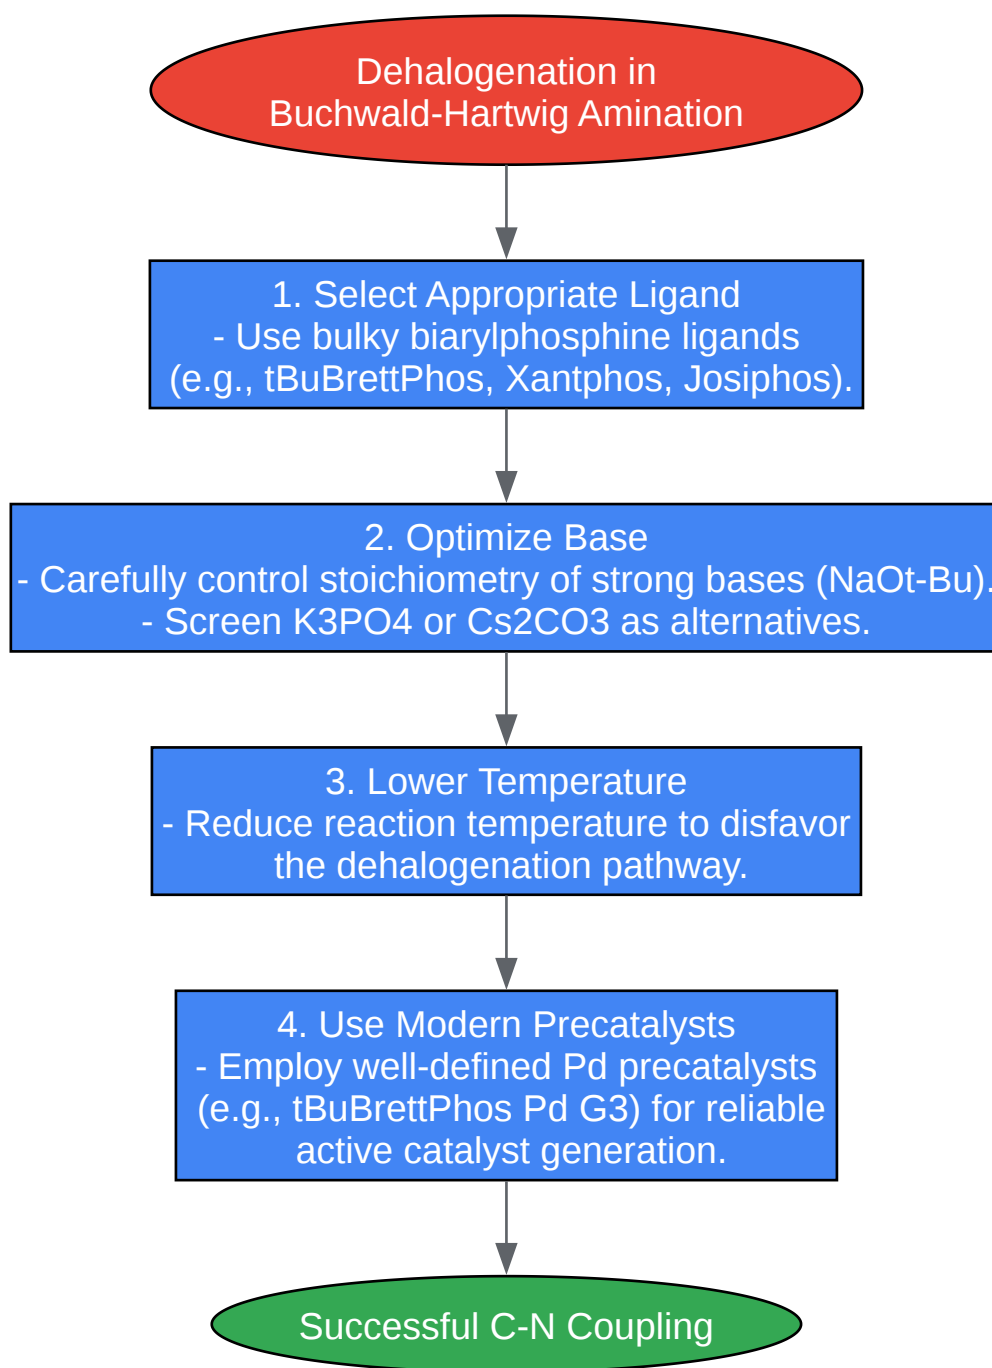 Dehalogenation in
Buchwald-Hartwig Amination
1. Select Appropriate Ligand
- Use bulky biarylphosphine ligands
(e.g., tBuBrettPhos, Xantphos, Josiphos).
2. Optimize Base
- Carefully control stoichiometry of strong bases (NaOt-Bu).
- Screen K3PO4 or Cs2CO3 as alternatives.
3. Lower Temperature
- Reduce reaction temperature to disfavor
the dehalogenation pathway.
4. Use Modern Precatalysts
- Employ well-defined Pd precatalysts
(e.g., tBuBrettPhos Pd G3) for reliable
active catalyst generation.
Successful C-N Coupling